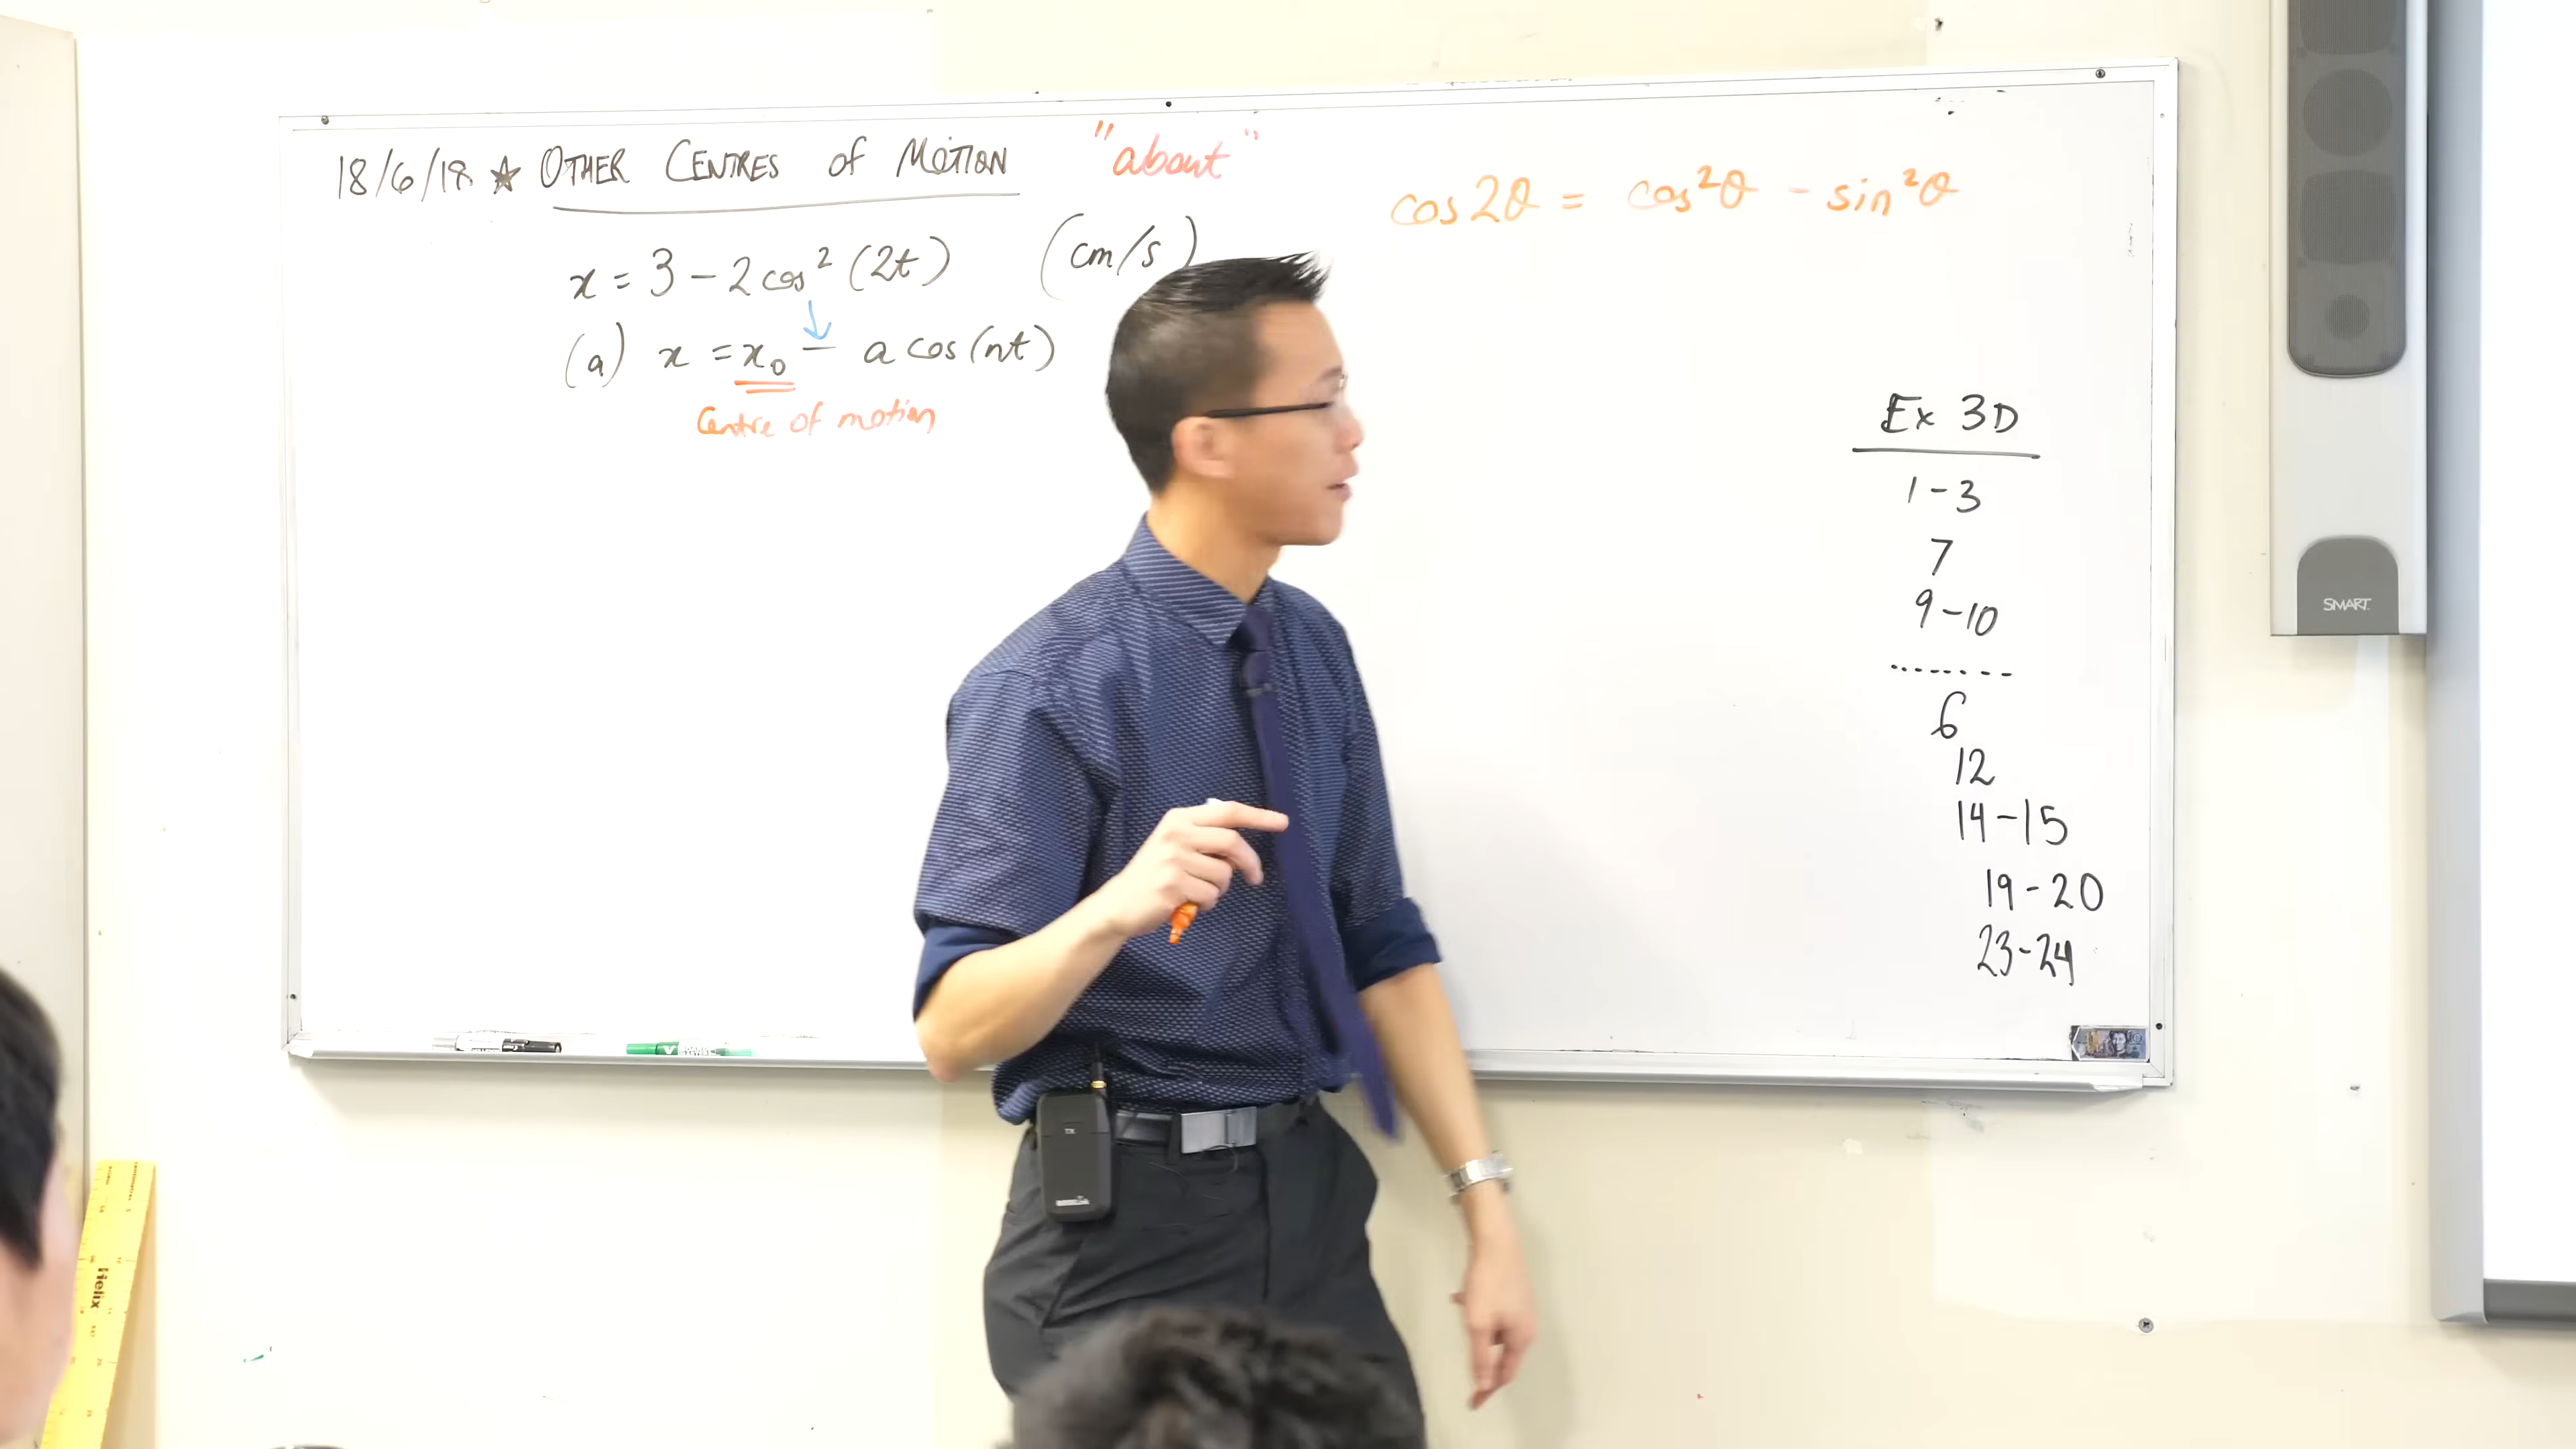 18/6/18 ★ OTHER CENTRES of MOTION "about"
x = 3 - 2 cos² (2t) (cm/s)
(a) x = x₀ - a cos(nt)
Centre of motion
cos 2θ = cos²θ - sin²θ
Ex 3D
1-3
7
9-10
6
12
14-15
19-20
23-24
SMART
TX
Helix